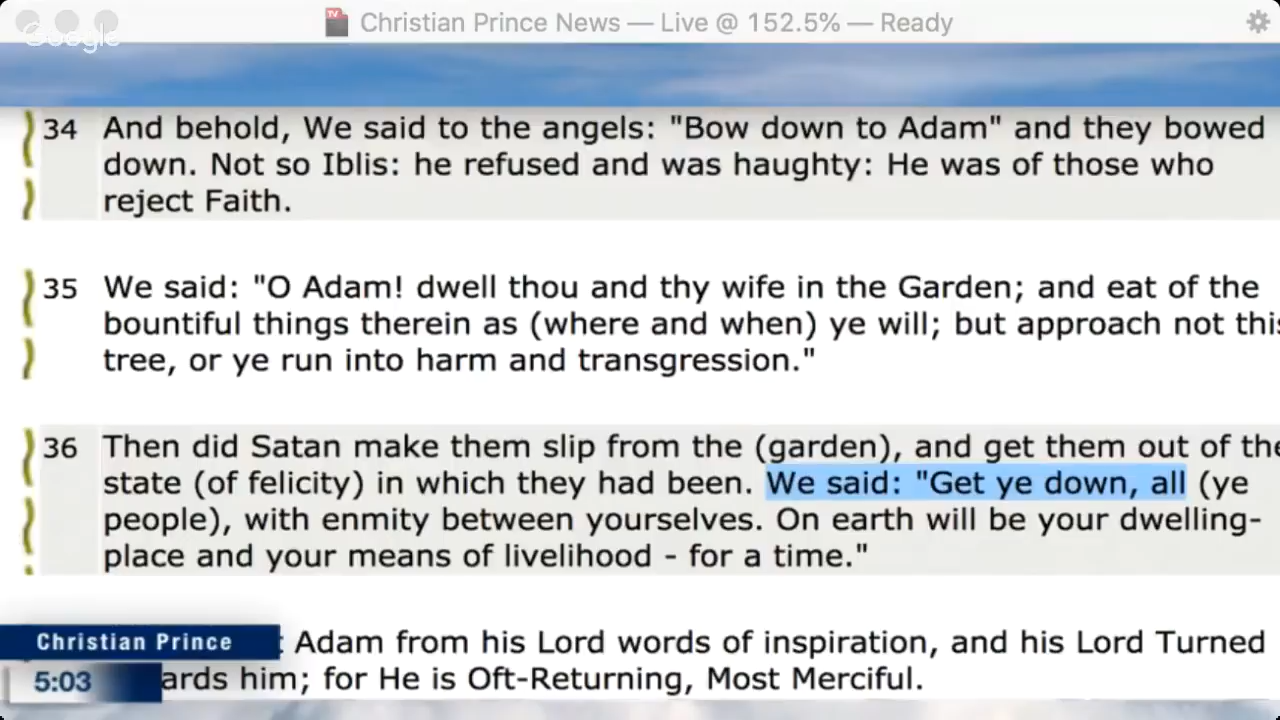 Christian Prince News — Live @ 152.5% — Ready
Google
34 And behold, We said to the angels: "Bow down to Adam" and they bowed
down. Not so Iblis: he refused and was haughty: He was of those who
reject Faith.
35 We said: "O Adam! dwell thou and thy wife in the Garden; and eat of the
bountiful things therein as (where and when) ye will; but approach not this
tree, or ye run into harm and transgression."
36 Then did Satan make them slip from the (garden), and get them out of the
state (of felicity) in which they had been. We said: "Get ye down, all (ye
people), with enmity between yourselves. On earth will be your dwelling-
place and your means of livelihood - for a time."
Adam from his Lord words of inspiration, and his Lord Turned
ards him; for He is Oft-Returning, Most Merciful.
Christian Prince
5:03